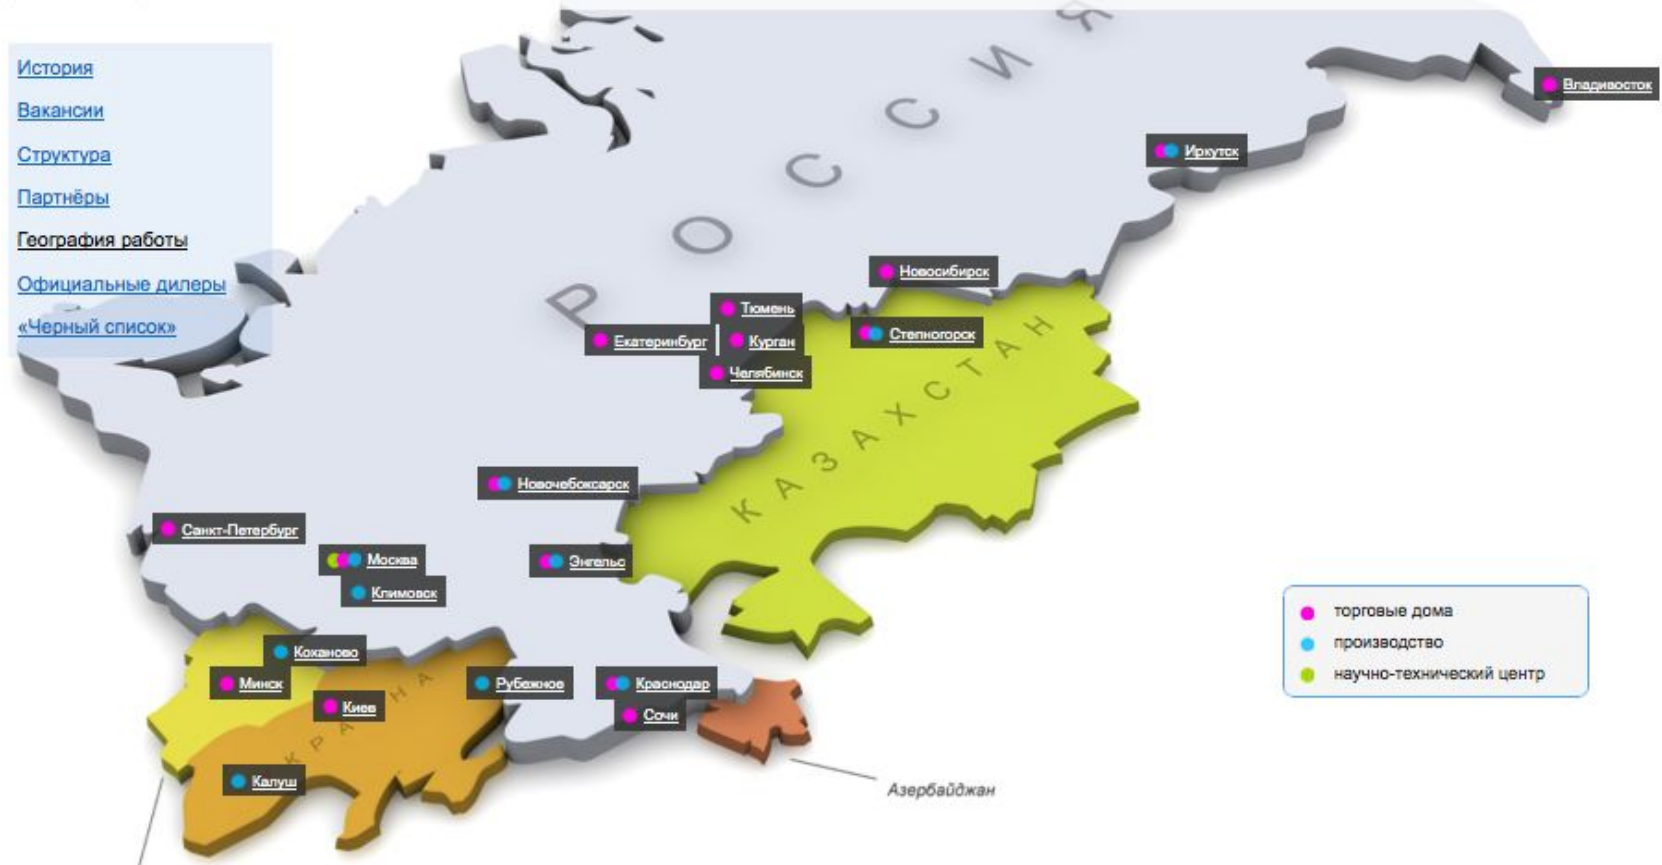 История
Вакансии
Структура
Партнёры
География работы
Официальные дилеры
«Черный список»
РОССИЯ
Владивосток
Иркутск
Новосибирск
Тюмень
Екатеринбург
Курган
Степногорск
Челябинск
КАЗАХСТАН
Новочебоксарск
Санкт-Петербург
Москва
Энгельс
Климовск
Коханово
Минск
Киев
Рубежное
Краснодар
Сочи
КРАНА
Калуш
Азербайджан
торговые дома
производство
научно-технический центр